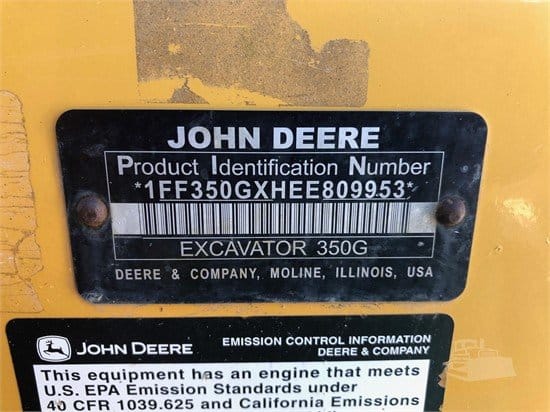 JOHN DEERE
Product Identification Number
*1FF350GXHEE809953*
EXCAVATOR 350G
DEERE & COMPANY, MOLINE, ILLINOIS, USA
JOHN DEERE
EMISSION CONTROL INFORMATION
DEERE & COMPANY
This equipment has an engine that meets
U.S. EPA Emission Standards under
40 CFR 1039.625 and California Emissions